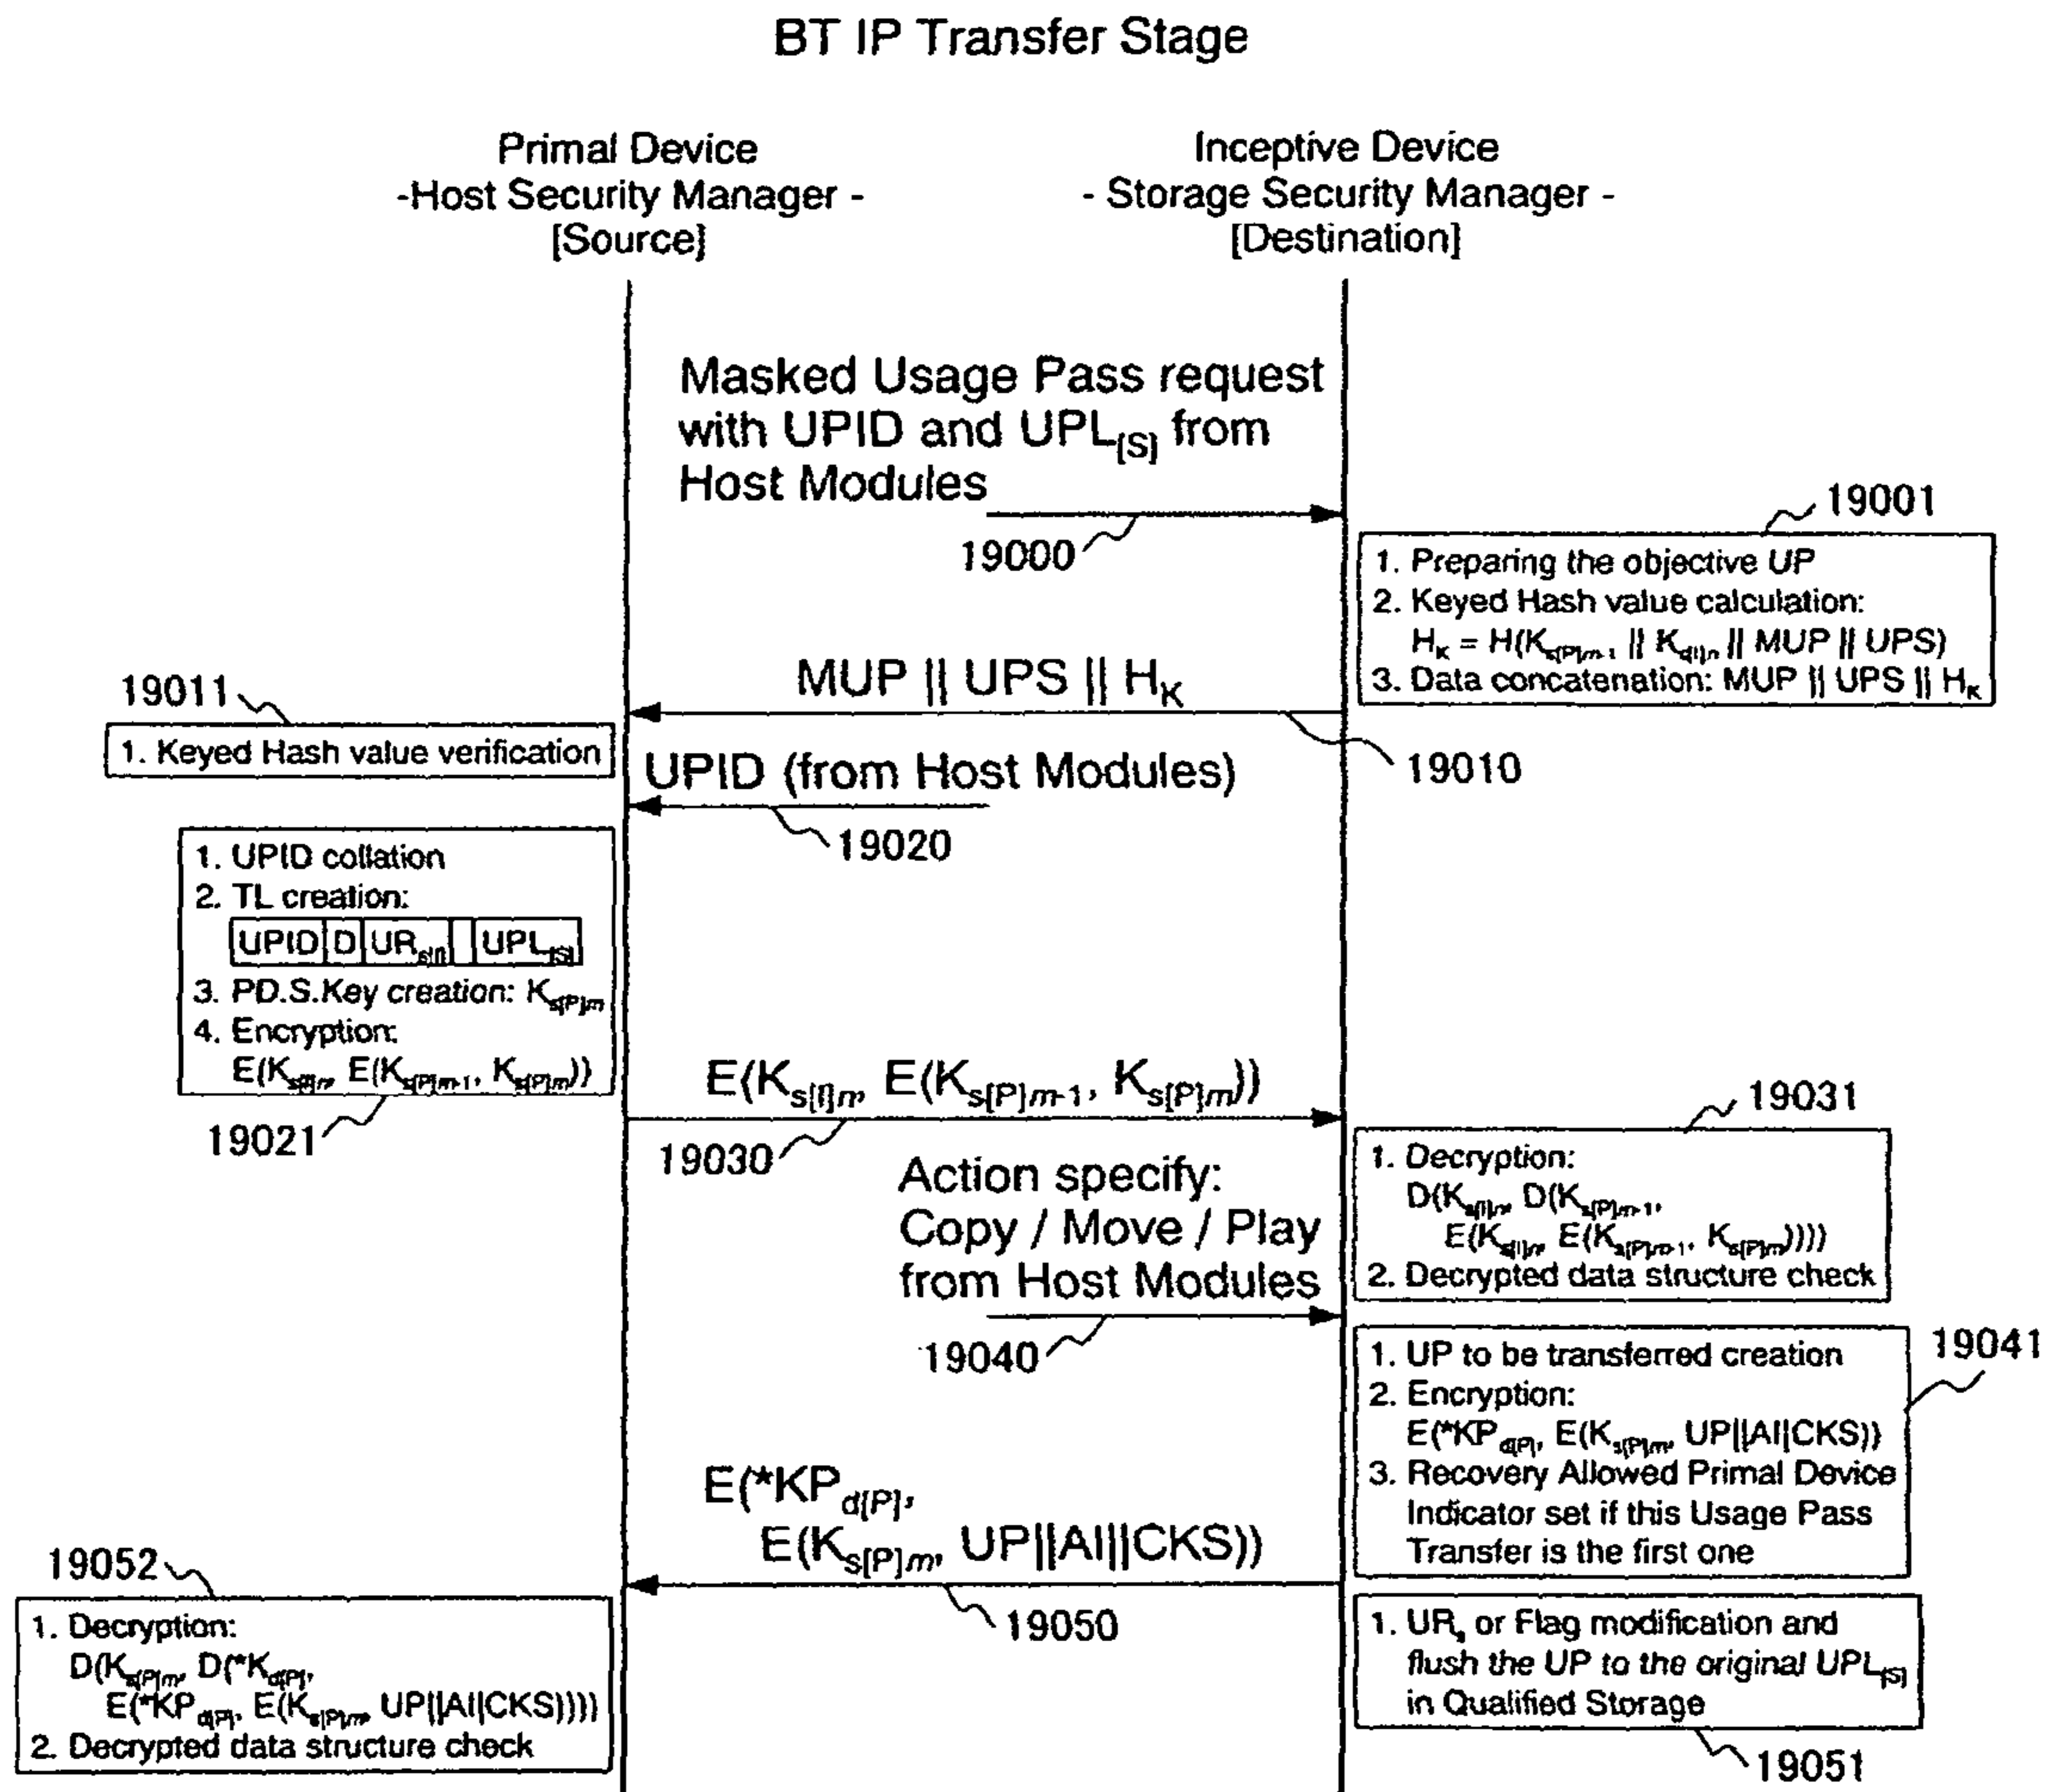 BT IP Transfer Stage
Primal Device
-Host Security Manager -
[Source]
Inceptive Device
- Storage Security Manager -
[Destination]
Masked Usage Pass request
with UPID and UPL[S] from
Host Modules
19000
19001
1. Preparing the objective UP
2. Keyed Hash value calculation:
HK = H(Ks[P]m-1 || Kd[I]n || MUP || UPS)
3. Data concatenation: MUP || UPS || HK
MUP || UPS || HK
19010
19011
1. Keyed Hash value verification
UPID (from Host Modules)
19020
1. UPID collation
2. TL creation:
UPID D URs[I] UPL[S]
3. PD.S.Key creation: Ks[P]m
4. Encryption:
E(Ks[I]n, E(Ks[P]m-1, Ks[P]m))
19021
E(Ks[I]n, E(Ks[P]m-1, Ks[P]m))
19030
19031
1. Decryption:
D(Ks[I]n, D(Ks[P]m-1,
E(Ks[I]n, E(Ks[P]m-1, Ks[P]m))))
2. Decrypted data structure check
Action specify:
Copy / Move / Play
from Host Modules
19040
19041
1. UP to be transferred creation
2. Encryption:
E(*KPd[P], E(Ks[P]m, UP||AI||CKS))
3. Recovery Allowed Primal Device
Indicator set if this Usage Pass
Transfer is the first one
E(*KPd[P],
E(Ks[P]m, UP||AI||CKS))
19050
1. URs or Flag modification and
flush the UP to the original UPL[S]
in Qualified Storage
19051
19052
1. Decryption:
D(Ks[P]m, D(*Kd[P],
E(*KPd[P], E(Ks[P]m, UP||AI||CKS))))
2. Decrypted data structure check